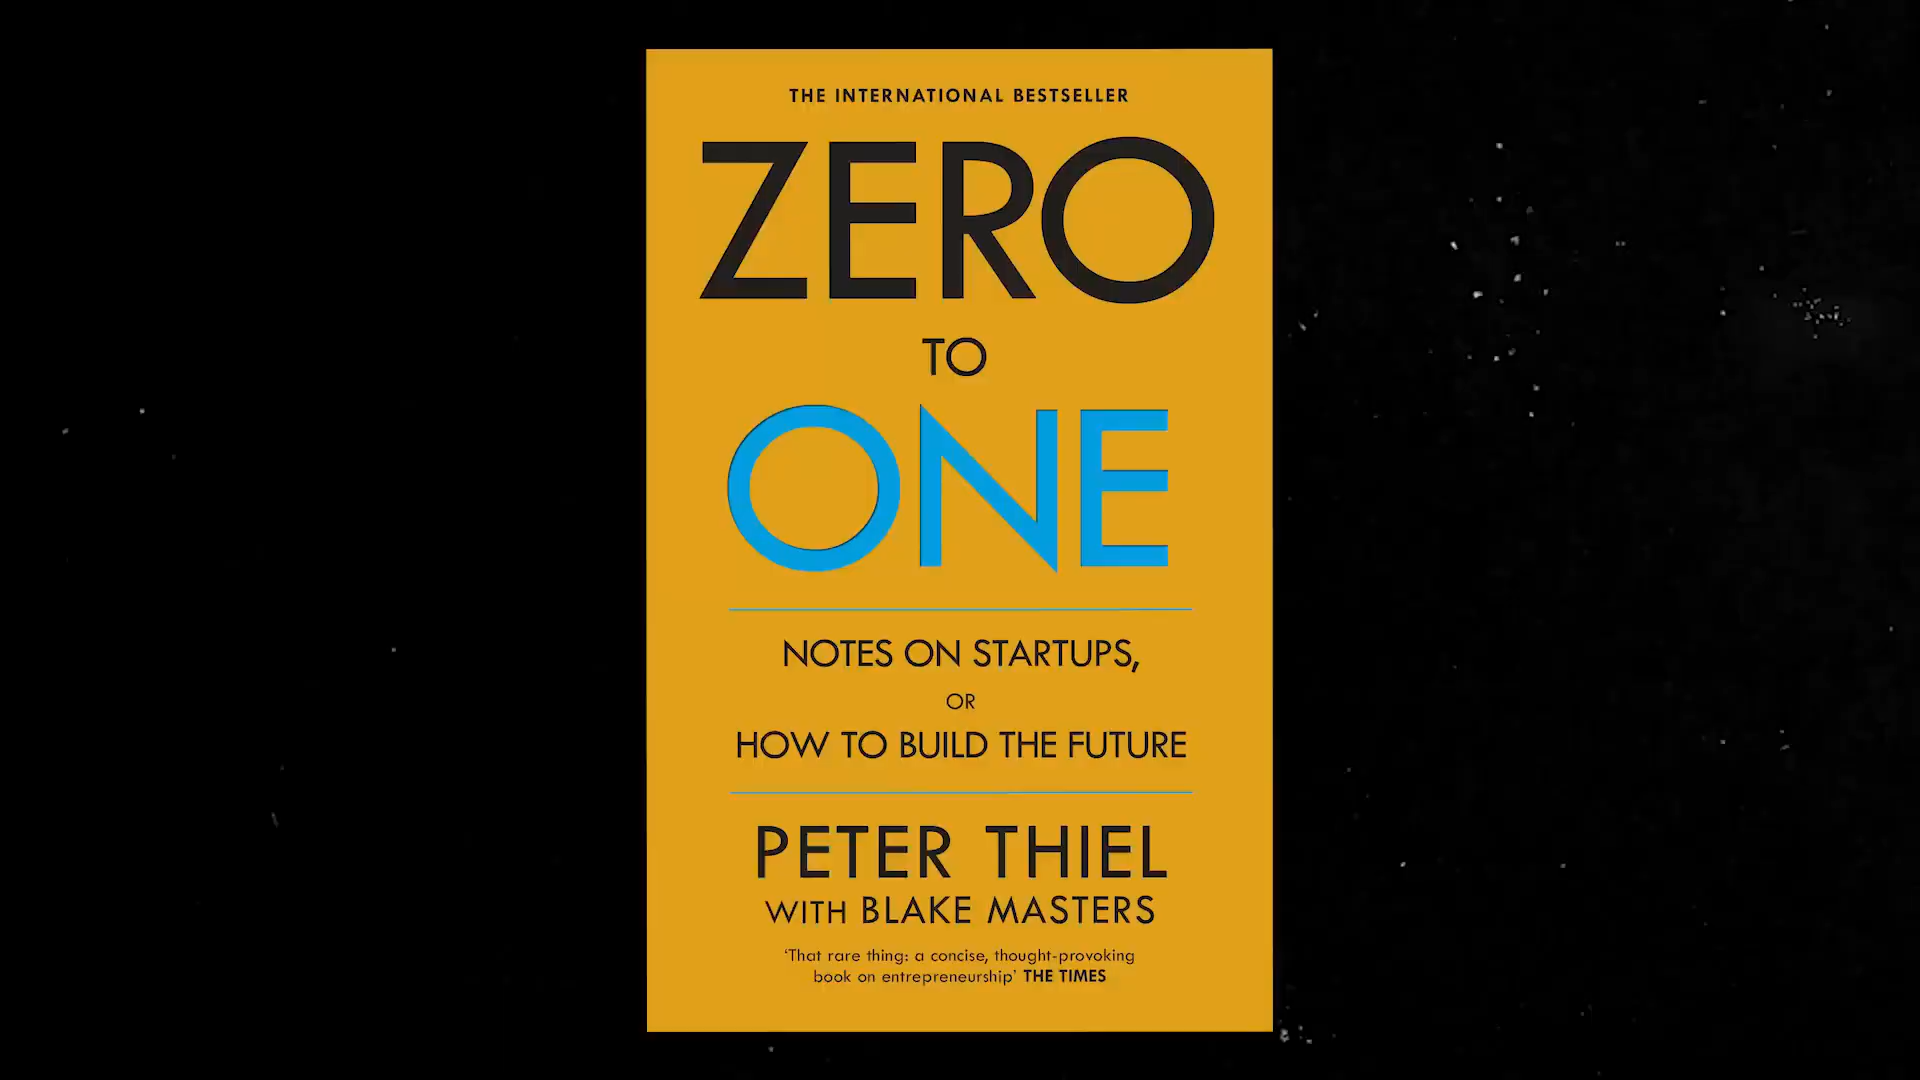 THE INTERNATIONAL BESTSELLER
ZERO
TO
ONE
NOTES ON STARTUPS,
OR
HOW TO BUILD THE FUTURE
PETER THIEL
WITH BLAKE MASTERS
‘That rare thing: a concise, thought-provoking
book on entrepreneurship’ THE TIMES